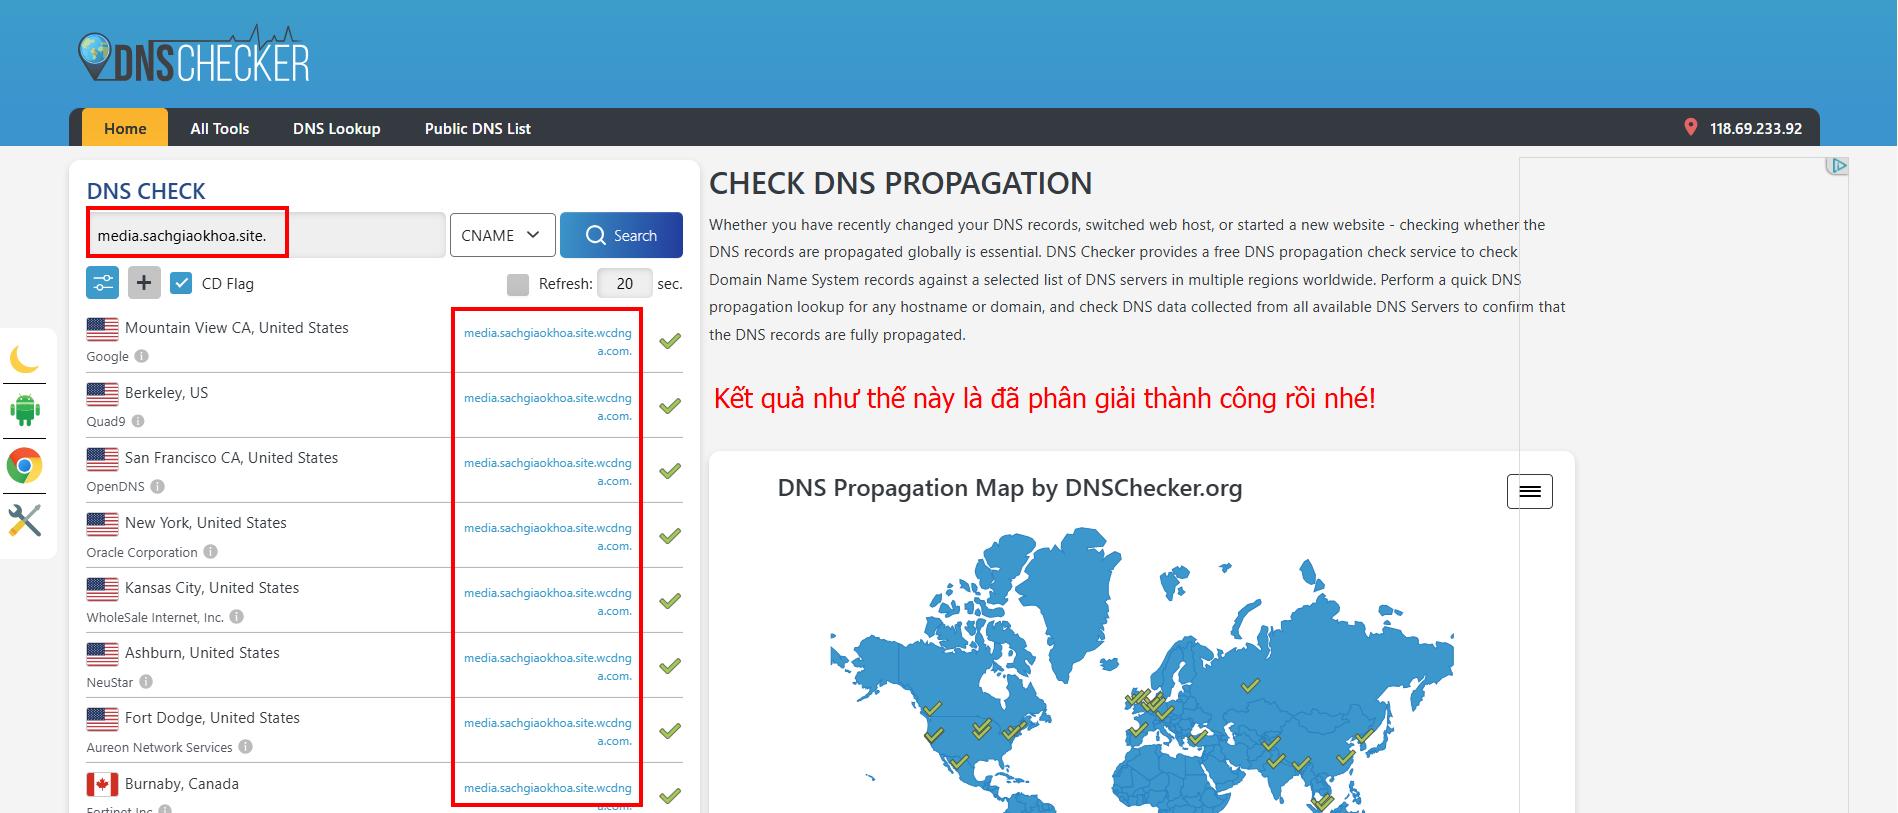 DNSCHECKER
Home
All Tools
DNS Lookup
Public DNS List
118.69.233.92
DNS CHECK
media.sachgiaokhoa.site.
CNAME
Search
CD Flag
Refresh:
20
sec.
Mountain View CA, United States
Google
media.sachgiaokhoa.site.wcdng
a.com.
Berkeley, US
Quad9
media.sachgiaokhoa.site.wcdng
a.com.
San Francisco CA, United States
OpenDNS
media.sachgiaokhoa.site.wcdng
a.com.
New York, United States
Oracle Corporation
media.sachgiaokhoa.site.wcdng
a.com.
Kansas City, United States
WholeSale Internet, Inc.
media.sachgiaokhoa.site.wcdng
a.com.
Ashburn, United States
NeuStar
media.sachgiaokhoa.site.wcdng
a.com.
Fort Dodge, United States
Aureon Network Services
media.sachgiaokhoa.site.wcdng
a.com.
Burnaby, Canada
Fortinet Inc
media.sachgiaokhoa.site.wcdng
a.com.
CHECK DNS PROPAGATION
Whether you have recently changed your DNS records, switched web host, or started a new website - checking whether the
DNS records are propagated globally is essential. DNS Checker provides a free DNS propagation check service to check
Domain Name System records against a selected list of DNS servers in multiple regions worldwide. Perform a quick DNS
propagation lookup for any hostname or domain, and check DNS data collected from all available DNS Servers to confirm that
the DNS records are fully propagated.
Kết quả như thế này là đã phân giải thành công rồi nhé!
DNS Propagation Map by DNSChecker.org